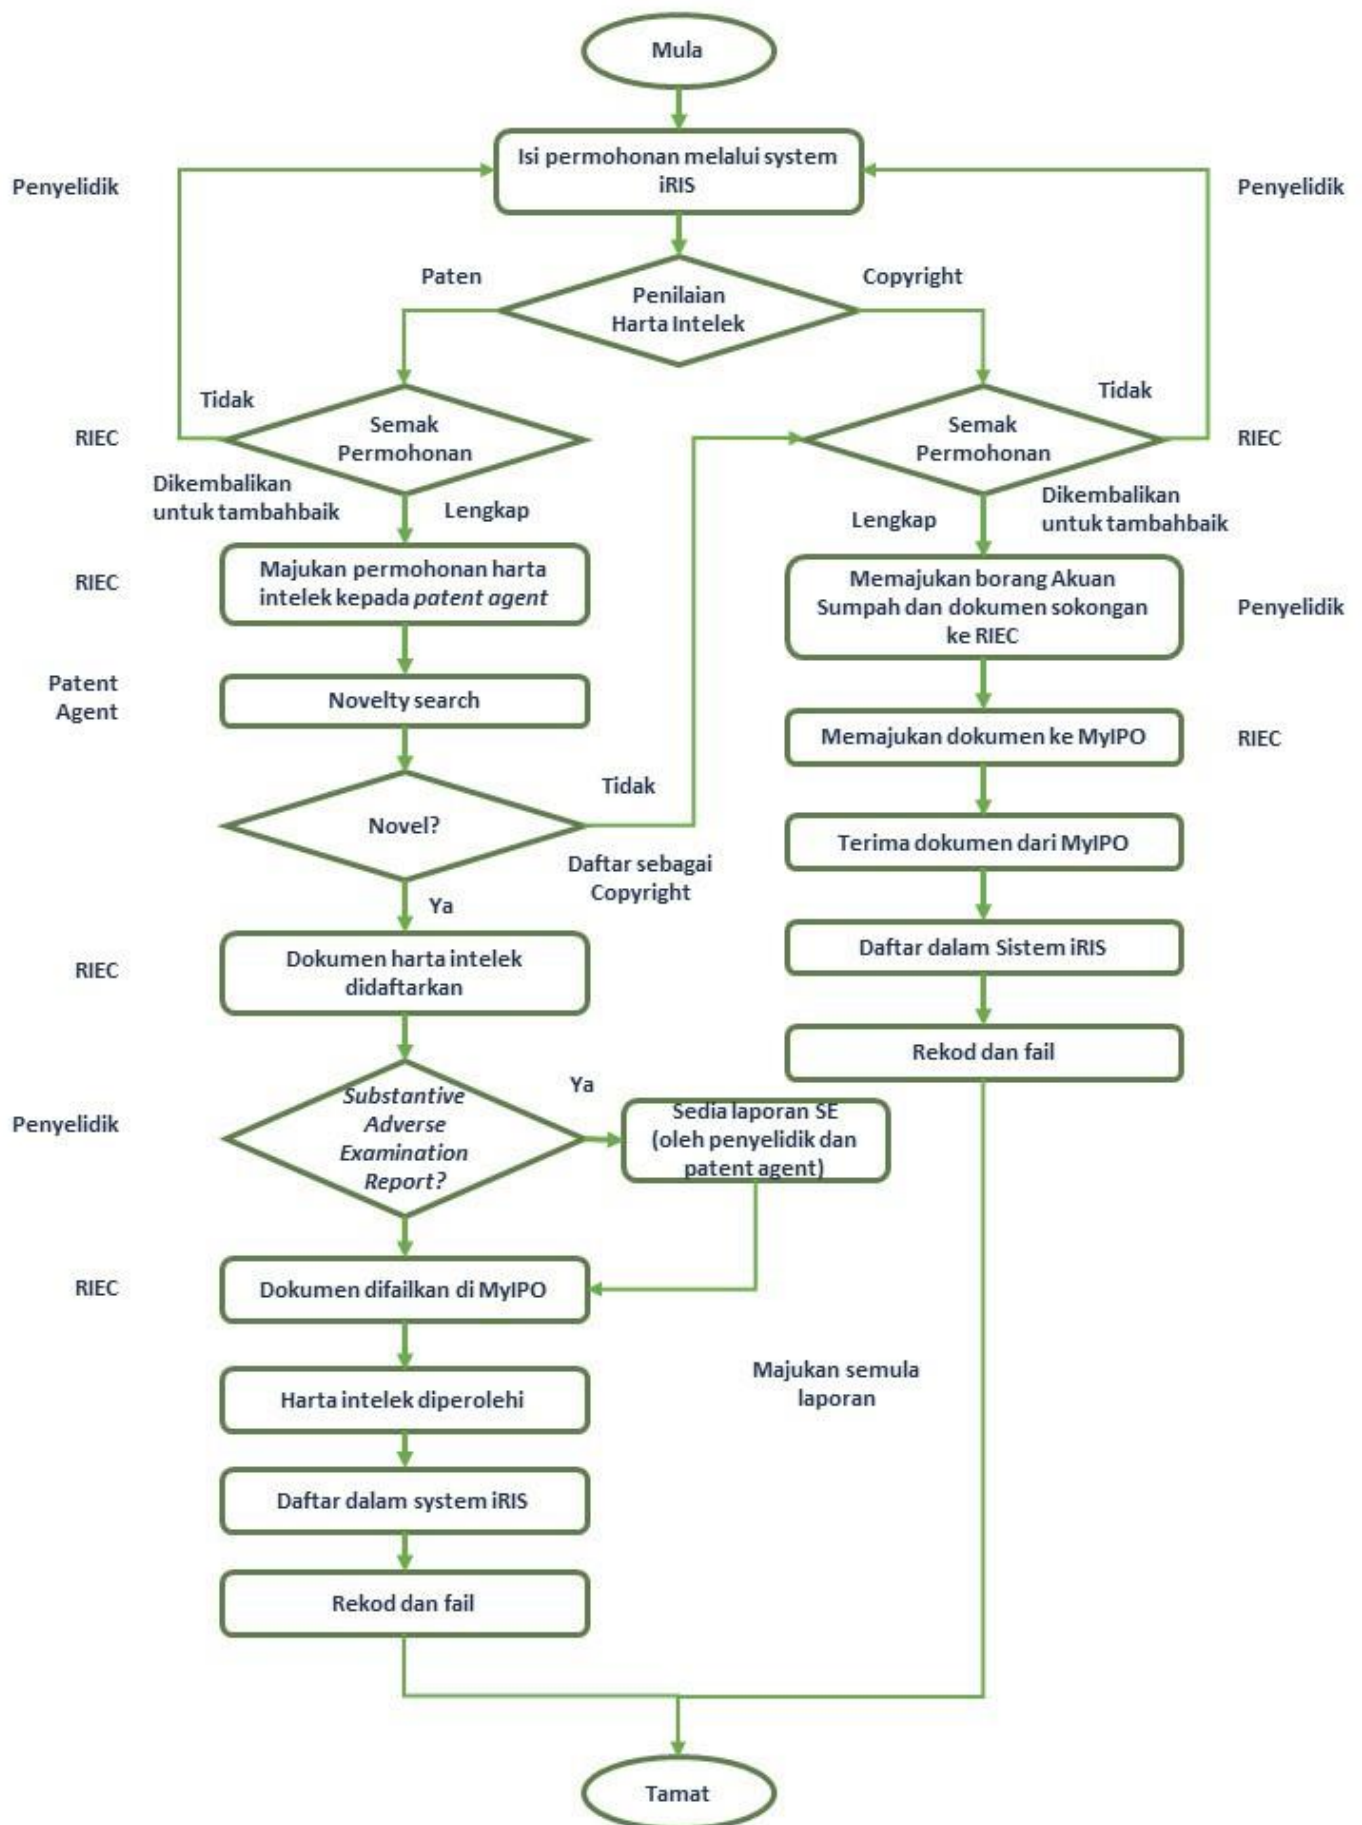 Mula
Isi permohonan melalui system
iRIS
Penyelidik
Penyelidik
Paten
Copyright
Penilaian
Harta Intelek
Tidak
Tidak
RIEC
Semak
Permohonan
Semak
Permohonan
RIEC
Dikembalikan
untuk tambahbaik
Lengkap
Lengkap
Dikembalikan
untuk tambahbaik
RIEC
Majukan permohonan harta
intelek kepada patent agent
Memajukan borang Akuan
Sumpah dan dokumen sokongan
ke RIEC
Penyelidik
Patent
Agent
Novelty search
Memajukan dokumen ke MyIPO
RIEC
Tidak
Novel?
Terima dokumen dari MyIPO
Daftar sebagai
Copyright
Ya
RIEC
Dokumen harta intelek
didaftarkan
Daftar dalam Sistem iRIS
Rekod dan fail
Penyelidik
Substantive
Adverse
Examination
Report?
Ya
Sedia laporan SE
(oleh penyelidik dan
patent agent)
RIEC
Dokumen difailkan di MyIPO
Majukan semula
laporan
Harta intelek diperolehi
Daftar dalam system iRIS
Rekod dan fail
Tamat